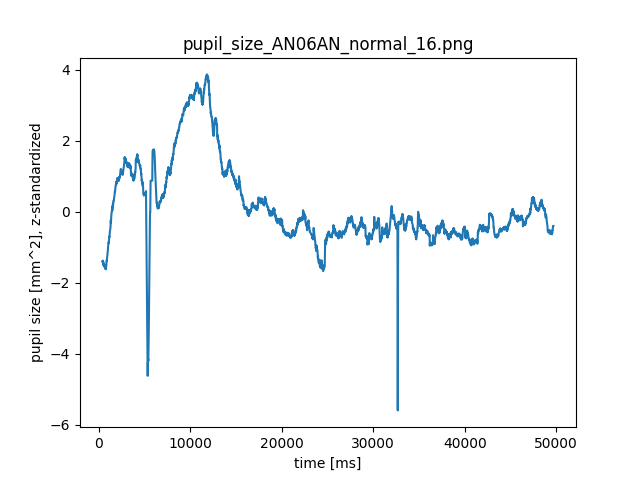 pupil_size_AN06AN_normal_16.png
4
2
0
−2
−4
−6
pupil size [mm^2], z-standardized
0 10000 20000 30000 40000 50000
time [ms]